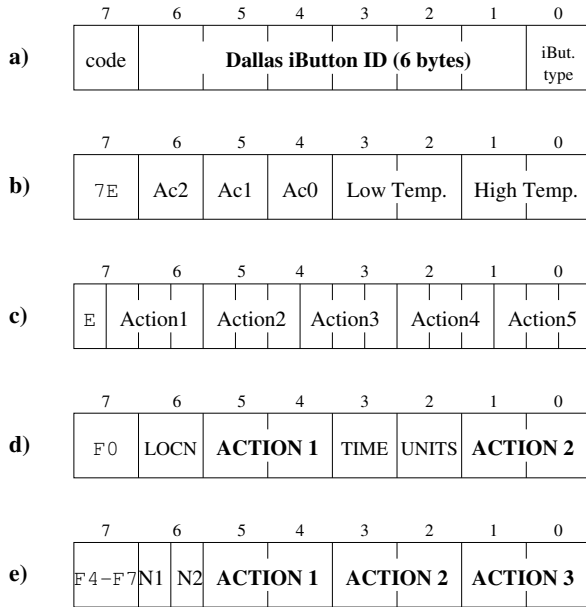 7 6 5 4 3 2 1 0
a) code Dallas iButton ID (6 bytes) iBut. type
7 6 5 4 3 2 1 0
b) 7E Ac2 Ac1 Ac0 Low Temp. High Temp.
7 6 5 4 3 2 1 0
c) E Action1 Action2 Action3 Action4 Action5
7 6 5 4 3 2 1 0
d) F0 LOCN ACTION 1 TIME UNITS ACTION 2
7 6 5 4 3 2 1 0
e) F4-F7 N1 N2 ACTION 1 ACTION 2 ACTION 3